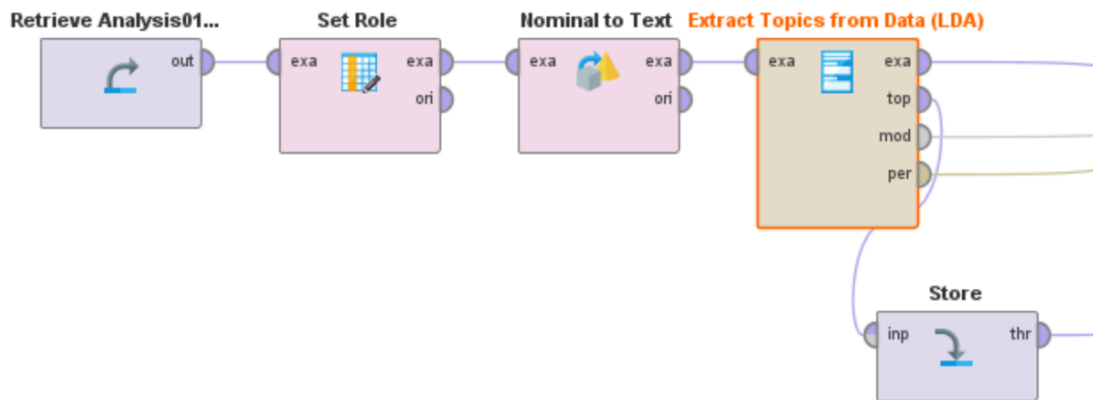 Retrieve Analysis01...
Set Role
Nominal to Text
Extract Topics from Data (LDA)
out
exa
exa
exa
exa
exa
exa
ori
ori
top
mod
per
Store
inp
thr